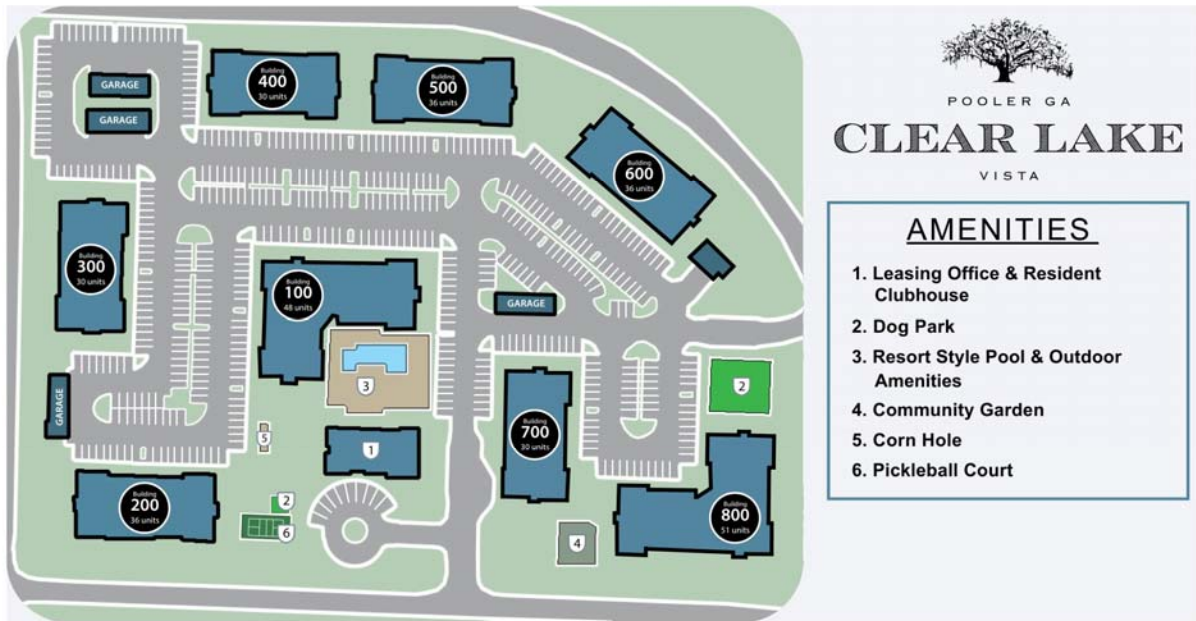 Building
400
30 units
Building
500
36 units
GARAGE
GARAGE
Building
600
36 units
Building
300
30 units
Building
100
48 units
GARAGE
3
2
GARAGE
5
1
Building
700
30 units
Building
200
36 units
2
6
4
Building
800
51 units
POOLER GA
CLEAR LAKE
VISTA
AMENITIES
1. Leasing Office & Resident
Clubhouse
2. Dog Park
3. Resort Style Pool & Outdoor
Amenities
4. Community Garden
5. Corn Hole
6. Pickleball Court